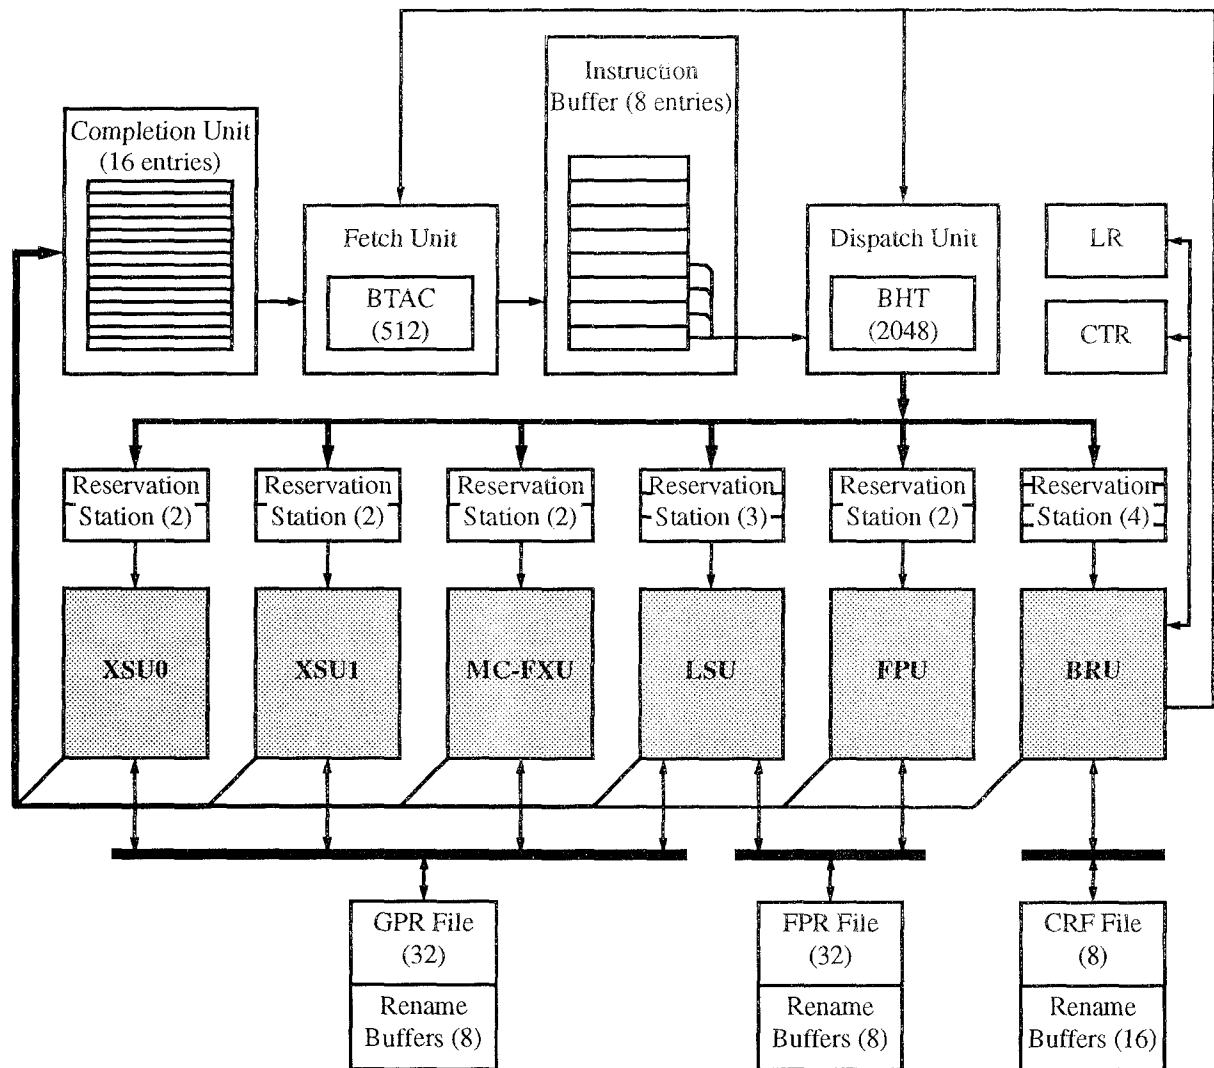 Instruction
Buffer (8 entries)
Completion Unit
(16 entries)
Fetch Unit
BTAC
(512)
Dispatch Unit
BHT
(2048)
LR
CTR
Reservation
Station (2)
Reservation
Station (2)
Reservation
Station (2)
Reservation
Station (3)
Reservation
Station (2)
Reservation
Station (4)
XSU0
XSU1
MC-FXU
LSU
FPU
BRU
GPR File
(32)
Rename
Buffers (8)
FPR File
(32)
Rename
Buffers (8)
CRF File
(8)
Rename
Buffers (16)